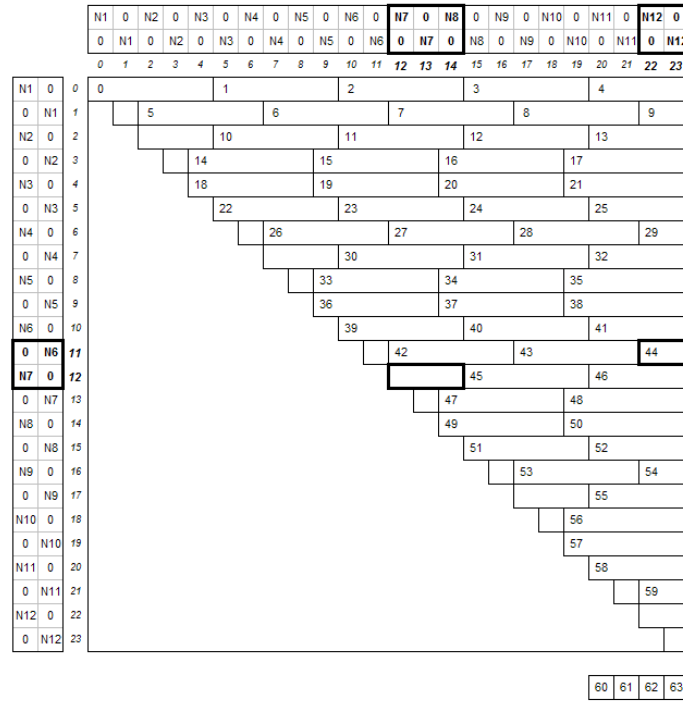 N1 0 N2 0 N3 0 N4 0 N5 0 N6 0 N7 0 N8 0 N9 0 N10 0 N11 0 N12 0
0 N1 0 N2 0 N3 0 N4 0 N5 0 N6 0 N7 0 N8 0 N9 0 N10 0 N11 0 N12
0 1 2 3 4 5 6 7 8 9 10 11 12 13 14 15 16 17 18 19 20 21 22 23
N1 0 0 0 1 2 3 4
0 N1 1 5 6 7 8 9
N2 0 2 10 11 12 13
0 N2 3 14 15 16 17
N3 0 4 18 19 20 21
0 N3 5 22 23 24 25
N4 0 6 26 27 28 29
0 N4 7 30 31 32
N5 0 8 33 34 35
0 N5 9 36 37 38
N6 0 10 39 40 41
0 N6 11 42 43 44
N7 0 12 45 46
0 N7 13 47 48
N8 0 14 49 50
0 N8 15 51 52
N9 0 16 53 54
0 N9 17 55
N10 0 18 56
0 N10 19 57
N11 0 20 58
0 N11 21 59
N12 0 22
0 N12 23
60 61 62 63